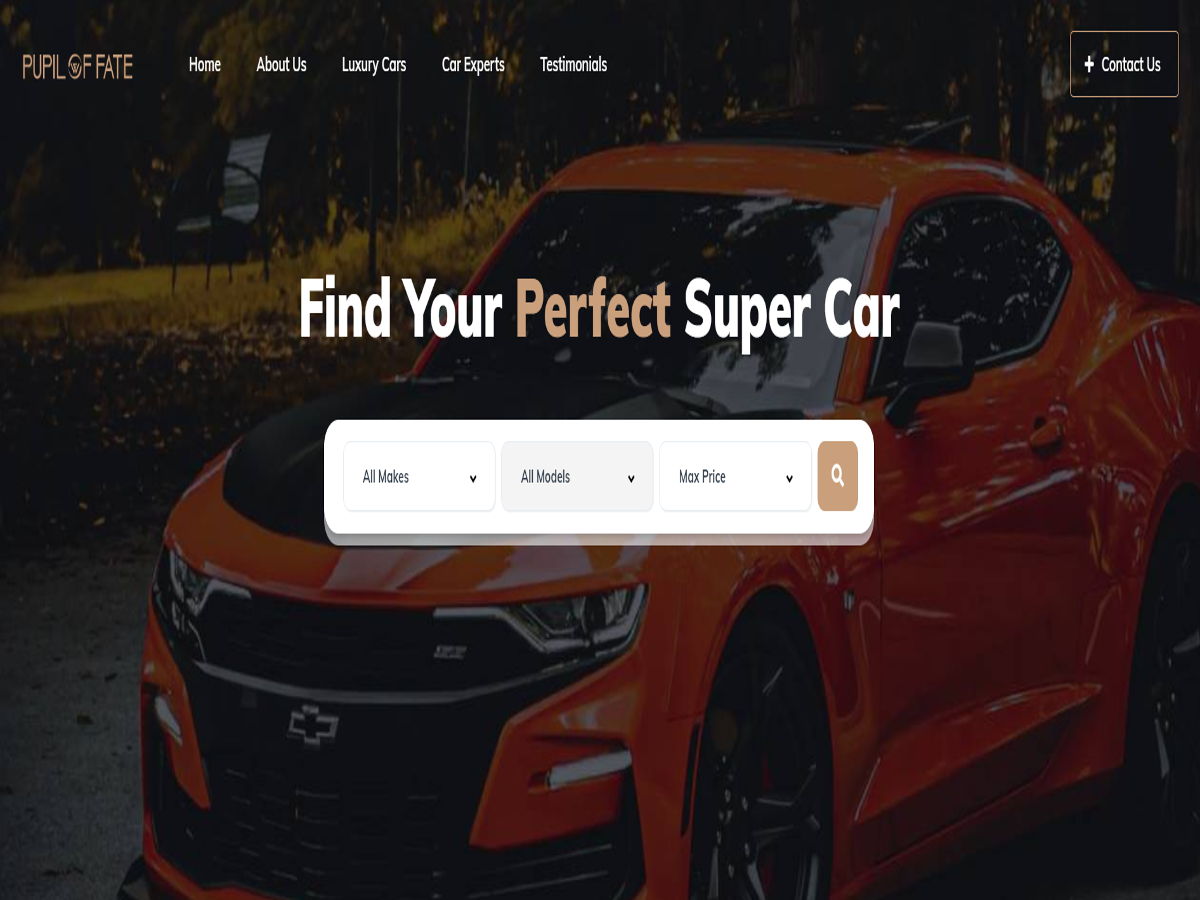 PUPIL OF FATE
Home
About Us
Luxury Cars
Car Experts
Testimonials
Contact Us
Find Your Perfect Super Car
All Makes
All Models
Max Price
SS